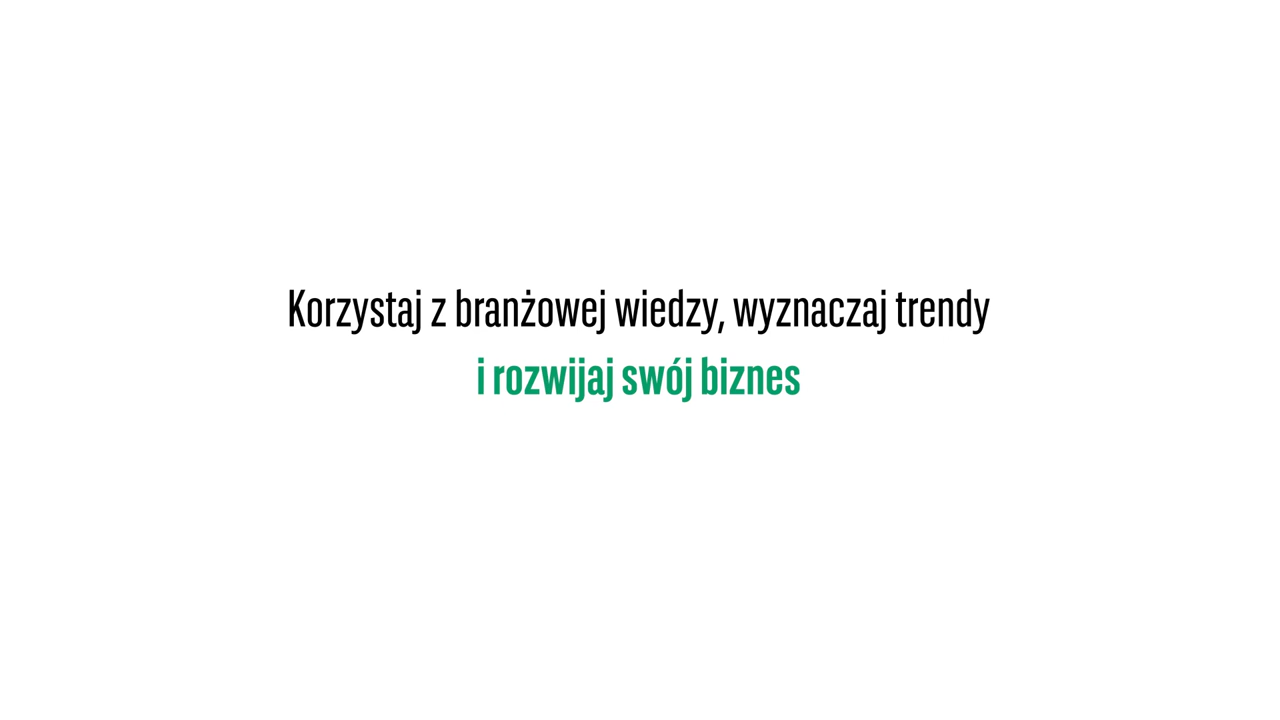 Korzystaj z branżowej wiedzy, wyznaczaj trendy
i rozwijaj swój biznes